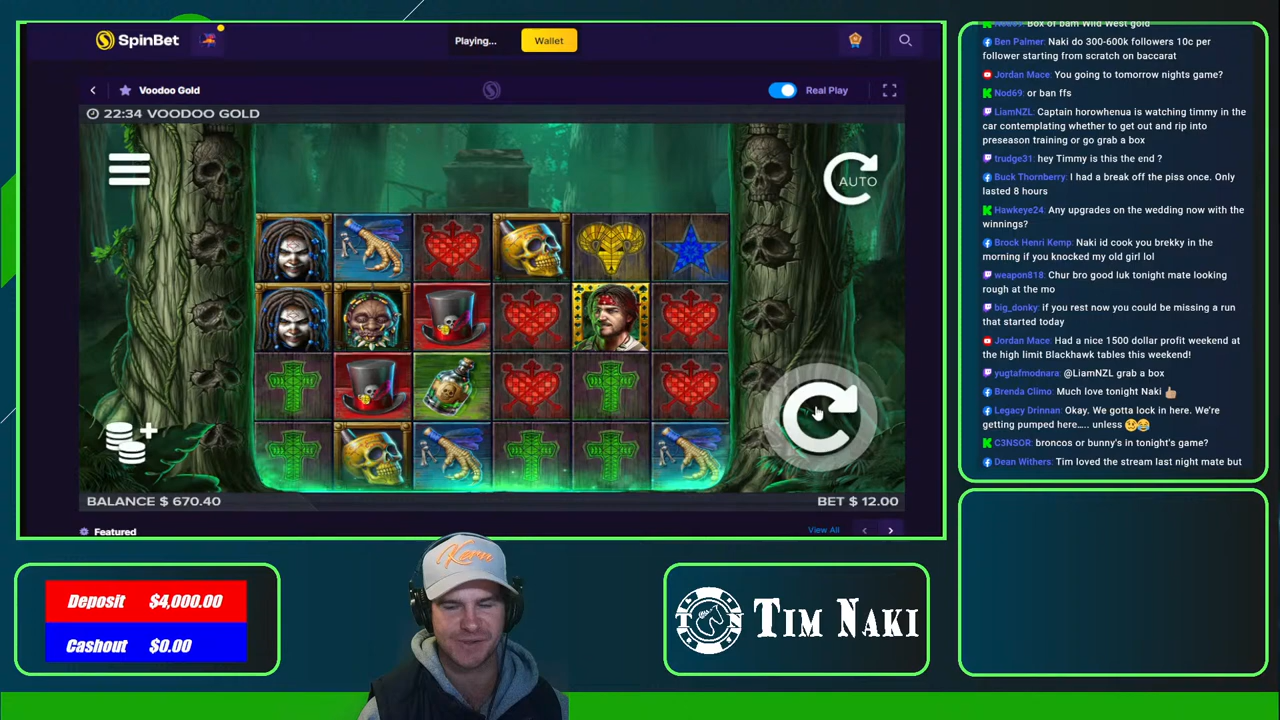 SpinBet
Playing...
Wallet
Voodoo Gold
Real Play
22:34 VOODOO GOLD
AUTO
BALANCE $ 670.40
BET $ 12.00
Featured
View All
Nod69: Box of bam Wild West gold
Ben Palmer: Naki do 300-600k followers 10c per
follower starting from scratch on baccarat
Jordan Mace: You going to tomorrow nights game?
Nod69: or ban ffs
LiamNZL: Captain horowhenua is watching timmy in the
car contemplating whether to get out and rip into
preseason training or go grab a box
trudge31: hey Timmy is this the end ?
Buck Thornberry: I had a break off the piss once. Only
lasted 8 hours
Hawkeye24: Any upgrades on the wedding now with the
winnings?
Brock Henri Kemp: Naki id cook you brekky in the
morning if you knocked my old girl lol
weapon818: Chur bro good luk tonight mate looking
rough at the mo
big_donky: if you rest now you could be missing a run
that started today
Jordan Mace: Had a nice 1500 dollar profit weekend at
the high limit Blackhawk tables this weekend!
yugtafmodnara: @LiamNZL grab a box
Brenda Climo: Much love tonight Naki 👍🏽
Legacy Drinnan: Okay. We gotta lock in here. We're
getting pumped here..... unless 🤨😂
C3NSOR: broncos or bunny's in tonight's game?
Dean Withers: Tim loved the stream last night mate but
Deposit $4,000.00
Cashout $0.00
Koru
TIM NAKI